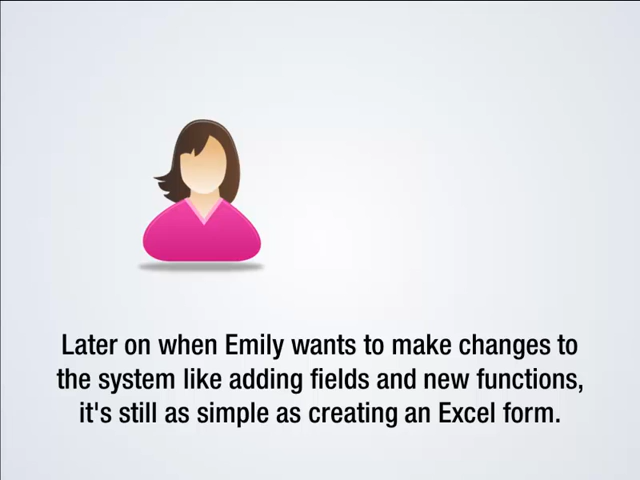 Later on when Emily wants to make changes to
the system like adding fields and new functions,
it's still as simple as creating an Excel form.